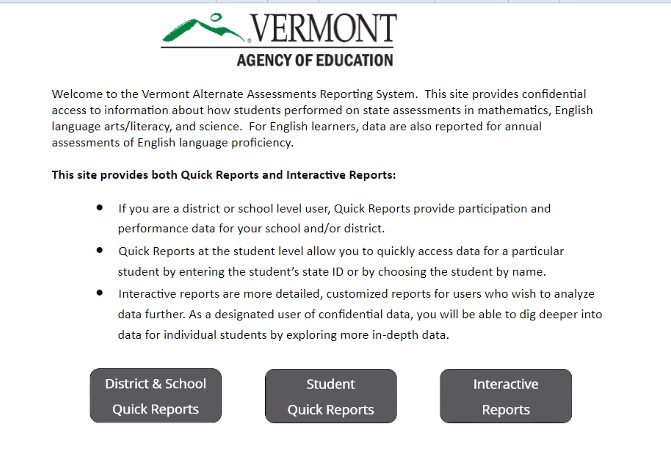 VERMONT
AGENCY OF EDUCATION
Welcome to the Vermont Alternate Assessments Reporting System.  This site provides confidential
access to information about how students performed on state assessments in mathematics, English
language arts/literacy, and science.  For English learners, data are also reported for annual
assessments of English language proficiency.
This site provides both Quick Reports and Interactive Reports:
• If you are a district or school level user, Quick Reports provide participation and
performance data for your school and/or district.
• Quick Reports at the student level allow you to quickly access data for a particular
student by entering the student’s state ID or by choosing the student by name.
• Interactive reports are more detailed, customized reports for users who wish to analyze
data further. As a designated user of confidential data, you will be able to dig deeper into
data for individual students by exploring more in-depth data.
District & School
Quick Reports
Student
Quick Reports
Interactive
Reports